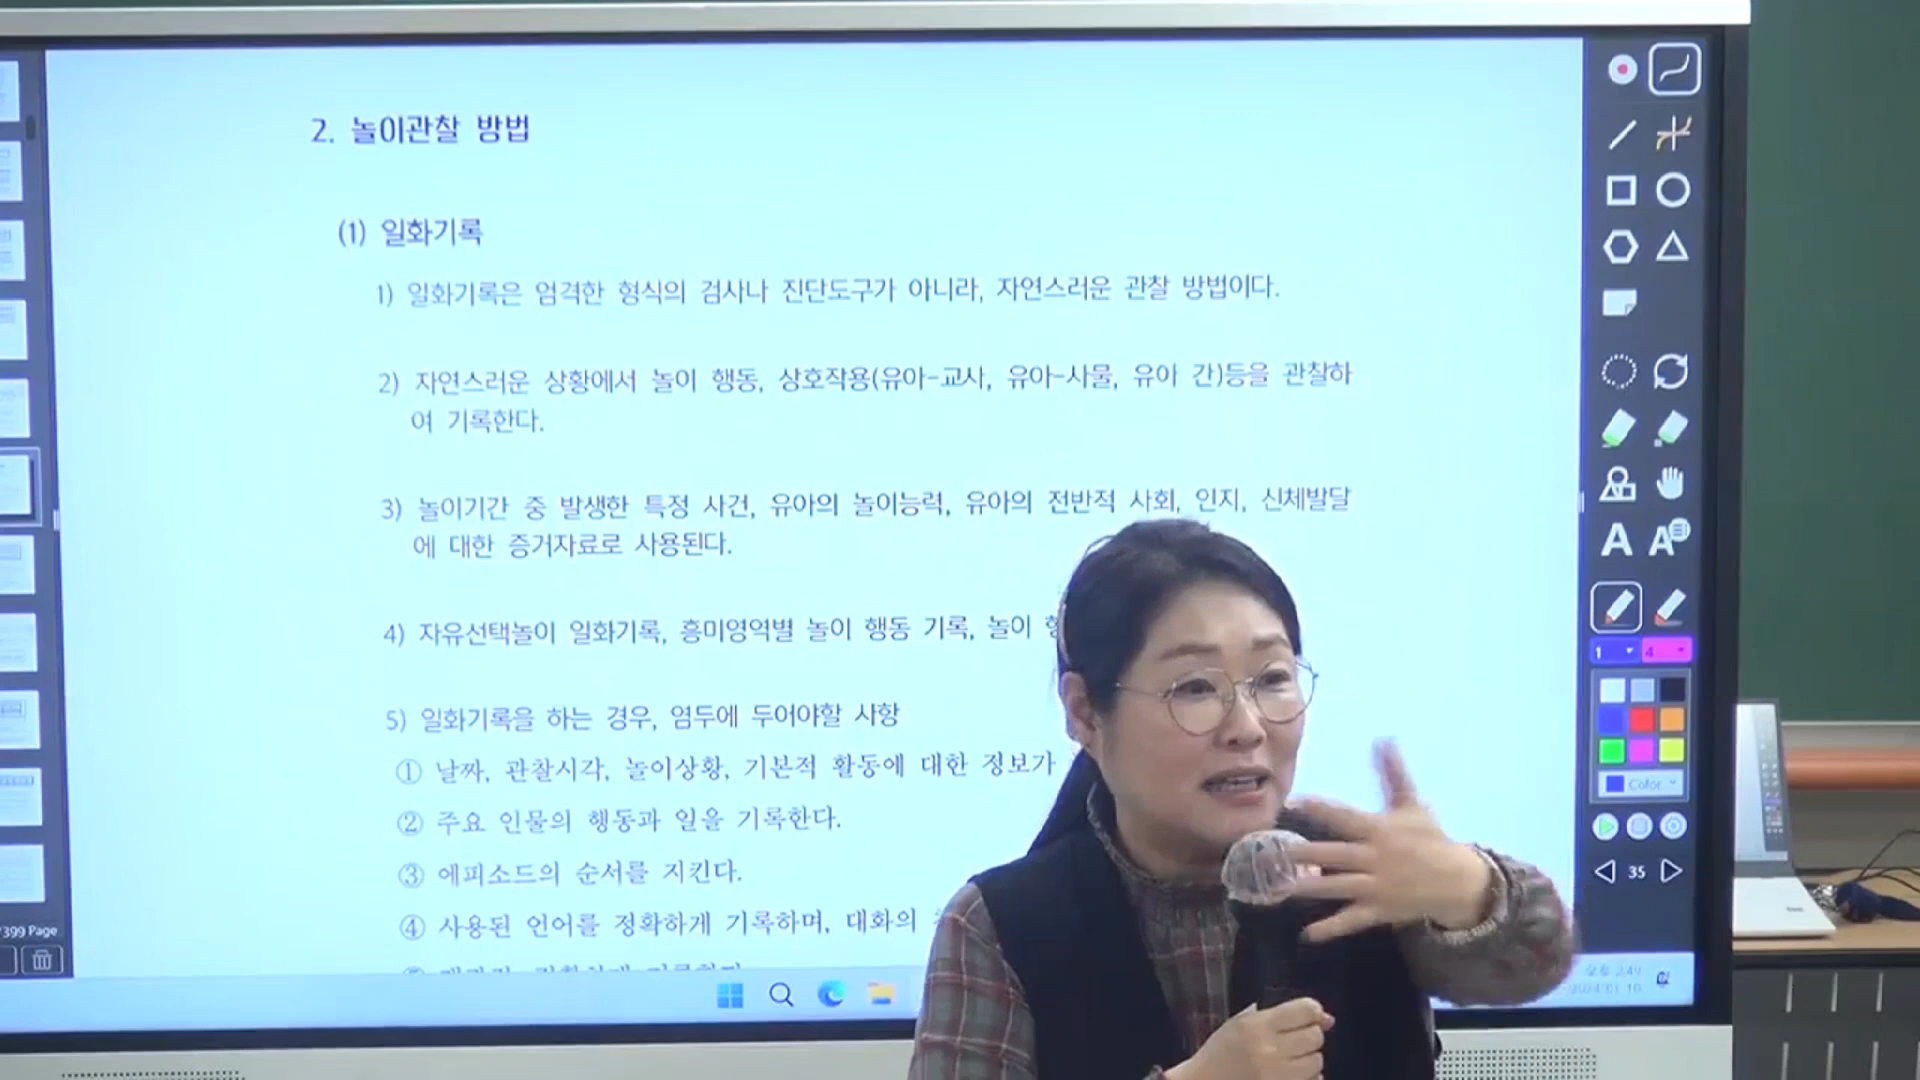 2. 놀이관찰 방법
(1) 일화기록
1) 일화기록은 엄격한 형식의 검사나 진단도구가 아니라, 자연스러운 관찰 방법이다.
2) 자연스러운 상황에서 놀이 행동, 상호작용(유아-교사, 유아-사물, 유아 간)등을 관찰하
여 기록한다.
3) 놀이기간 중 발생한 특정 사건, 유아의 놀이능력, 유아의 전반적 사회, 인지, 신체발달
에 대한 증거자료로 사용된다.
4) 자유선택놀이 일화기록, 흥미영역별 놀이 행동 기록, 놀이
5) 일화기록을 하는 경우, 염두에 두어야할 사항
① 날짜, 관찰시각, 놀이상황, 기본적 활동에 대한 정보가
② 주요 인물의 행동과 일을 기록한다.
③ 에피소드의 순서를 지킨다.
④ 사용된 언어를 정확하게 기록하며, 대화의
/399 Page
A A
1 4
Color
35